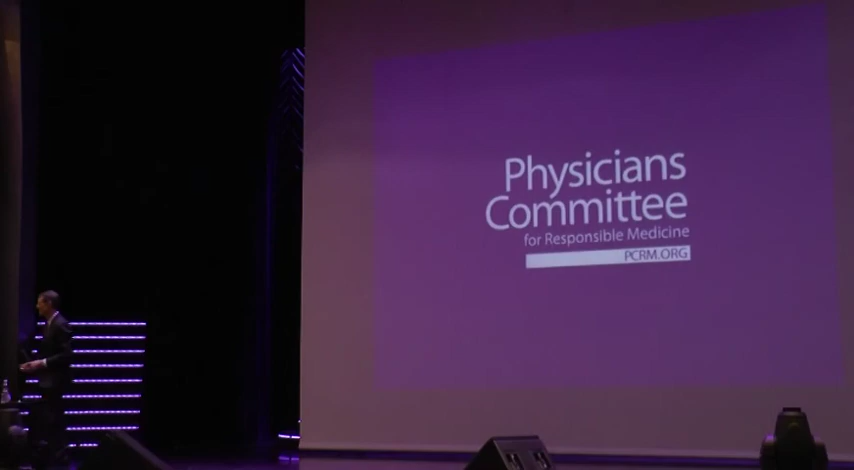 Physicians
Committee
for Responsible Medicine
PCRM.ORG